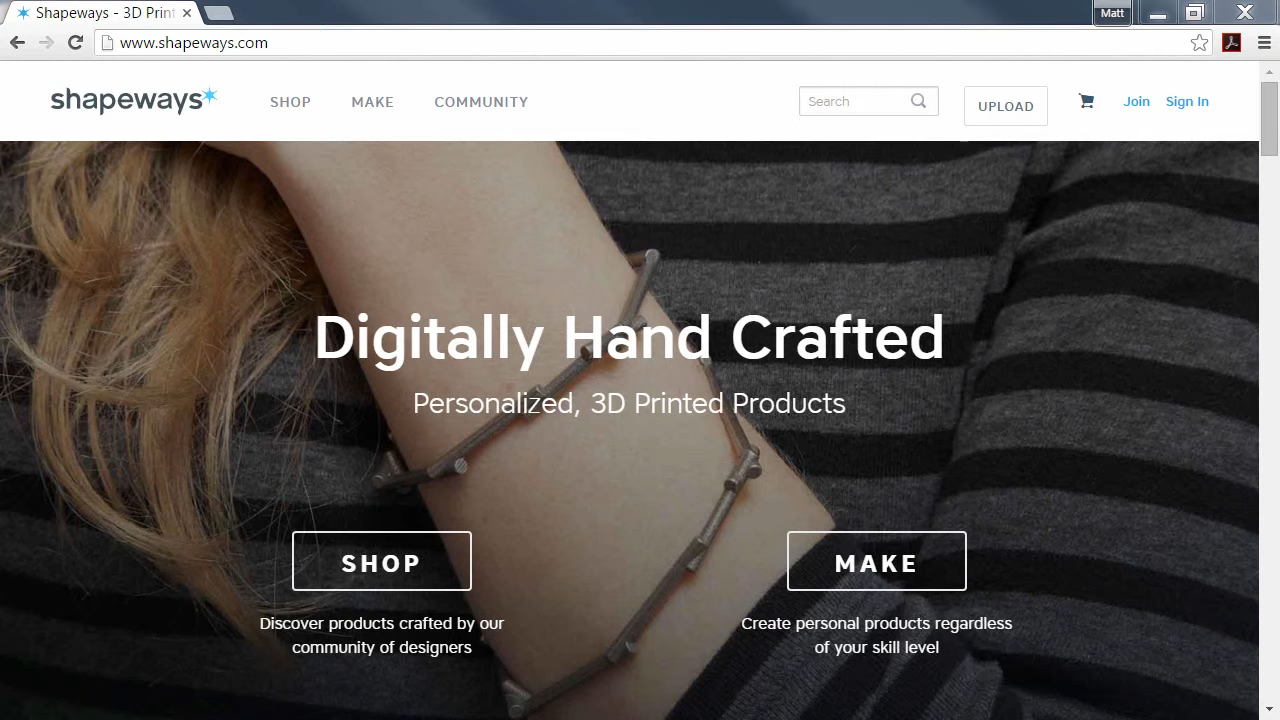 Shapeways - 3D Print
Matt
www.shapeways.com
shapeways
SHOP MAKE COMMUNITY
Search
UPLOAD
Join Sign In
Digitally Hand Crafted
Personalized, 3D Printed Products
SHOP
Discover products crafted by our
community of designers
MAKE
Create personal products regardless
of your skill level